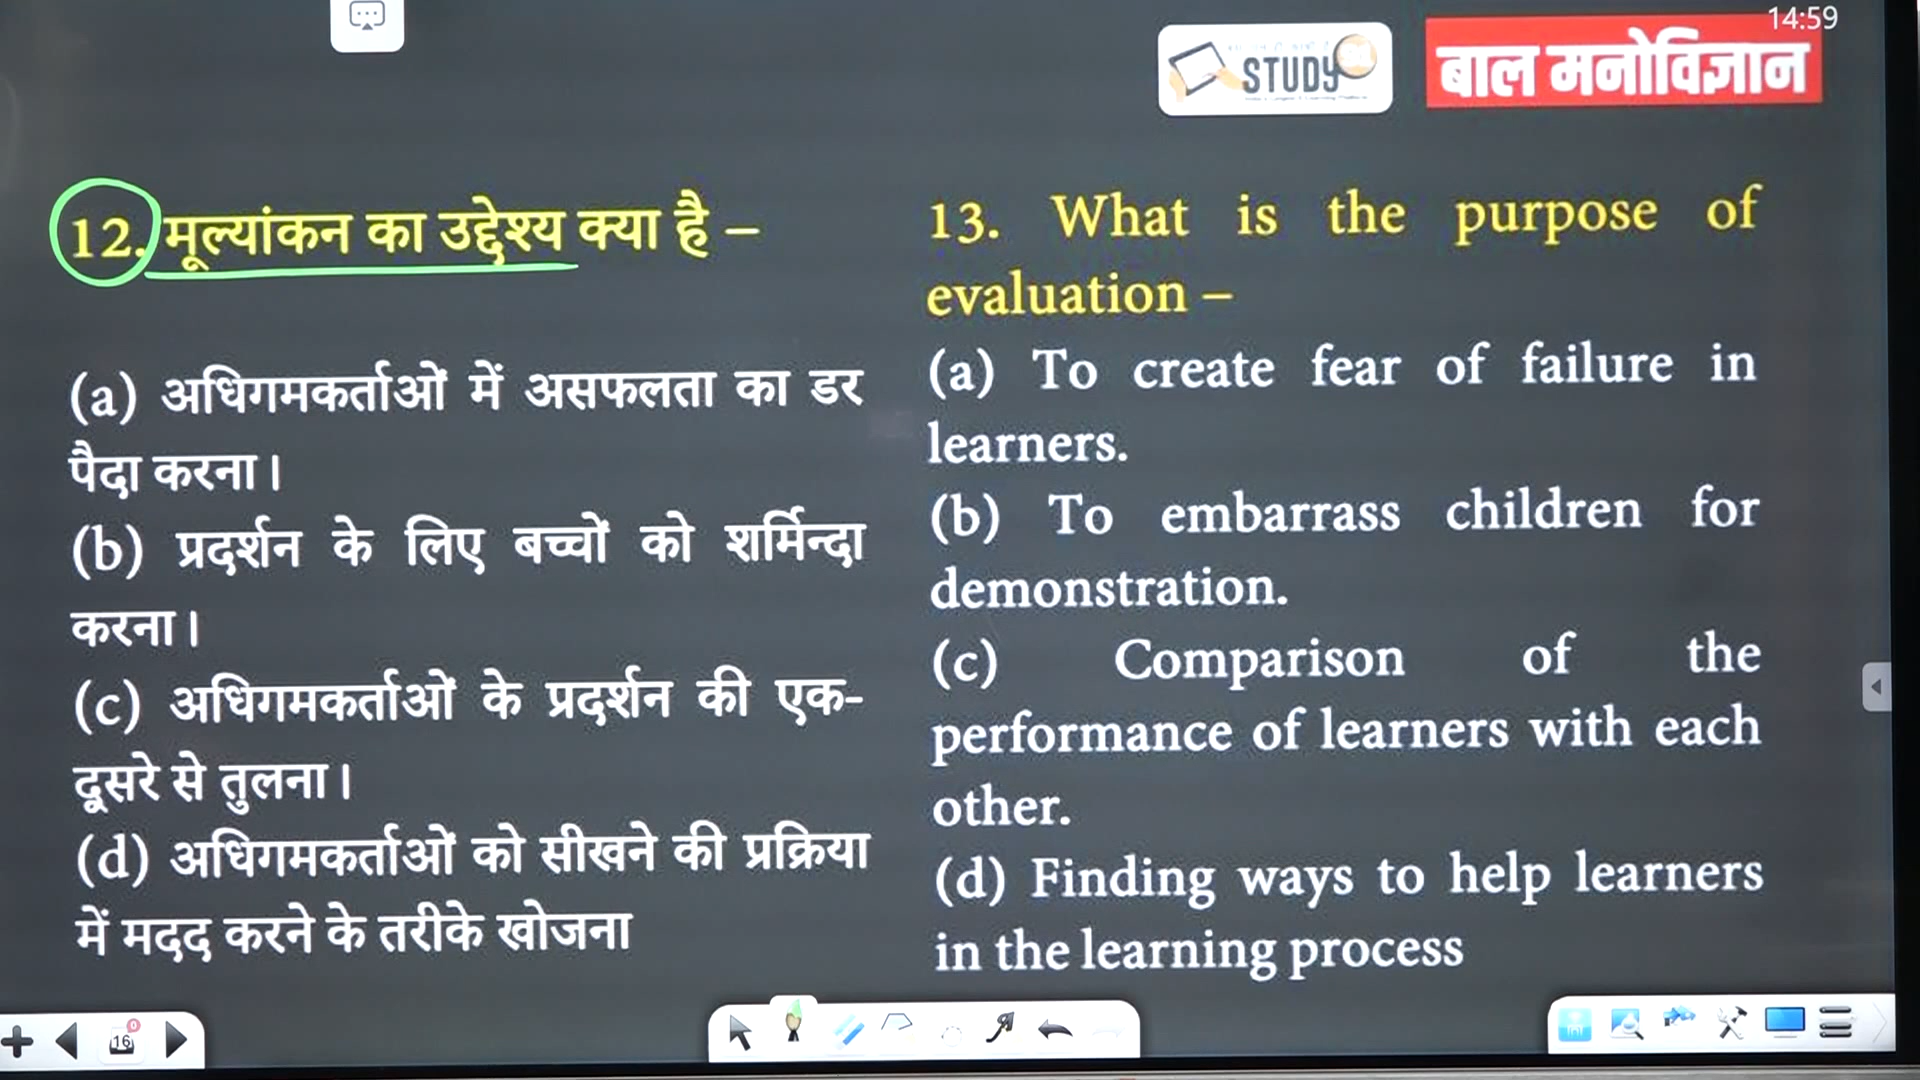 14:59
STUDY
बाल मनोविज्ञान
12. मूल्यांकन का उद्देश्य क्या है –
(a) अधिगमकर्ताओं में असफलता का डर
पैदा करना।
(b) प्रदर्शन के लिए बच्चों को शर्मिन्दा
करना।
(c) अधिगमकर्ताओं के प्रदर्शन की एक-
दूसरे से तुलना।
(d) अधिगमकर्ताओं को सीखने की प्रक्रिया
में मदद करने के तरीके खोजना
13. What is the purpose of
evaluation –
(a) To create fear of failure in
learners.
(b) To embarrass children for
demonstration.
(c) Comparison of the
performance of learners with each
other.
(d) Finding ways to help learners
in the learning process
16
0